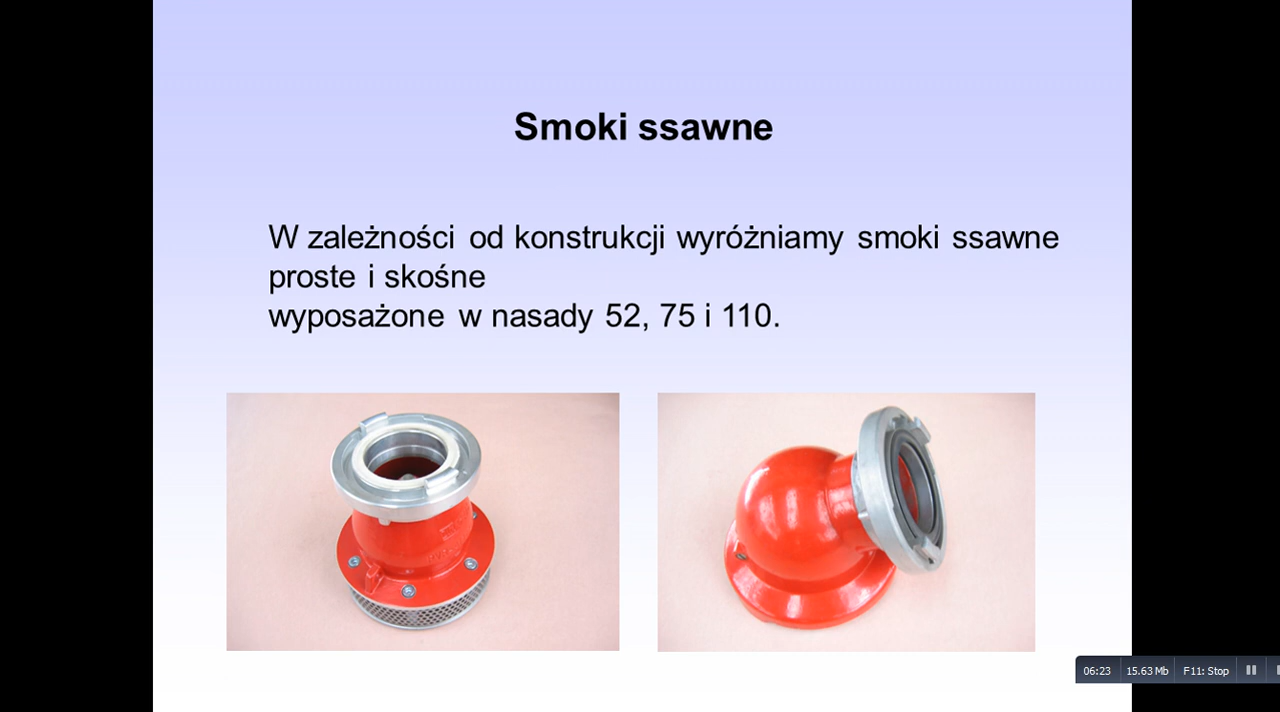 Smoki ssawne
W zależności od konstrukcji wyróżniamy smoki ssawne
proste i skośne
wyposażone w nasady 52, 75 i 110.
06:23 15.63 Mb F11: Stop